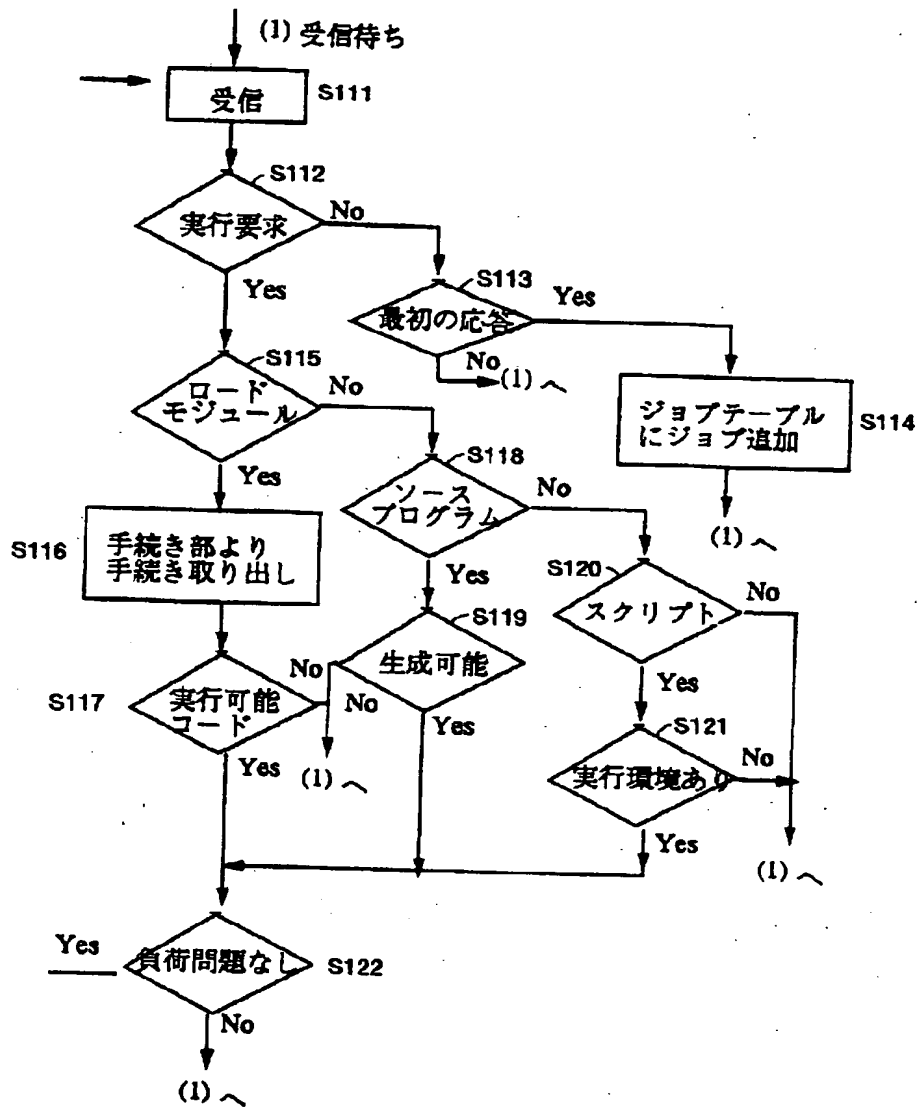 (1) 受信待ち
受信
S111
S112
実行要求
No
Yes
S113
最初の応答
Yes
No
(1)へ
S115
ロード
モジュール
No
Yes
ジョブテーブル
にジョブ追加
S114
(1)へ
S118
ソース
プログラム
No
Yes
S116
手続き部より
手続き取り出し
S120
スクリプト
No
Yes
S119
生成可能
No
Yes
S117
実行可能
コード
No
Yes
(1)へ
S121
実行環境あり
No
Yes
(1)へ
Yes
負荷問題なし
S122
No
(1)へ